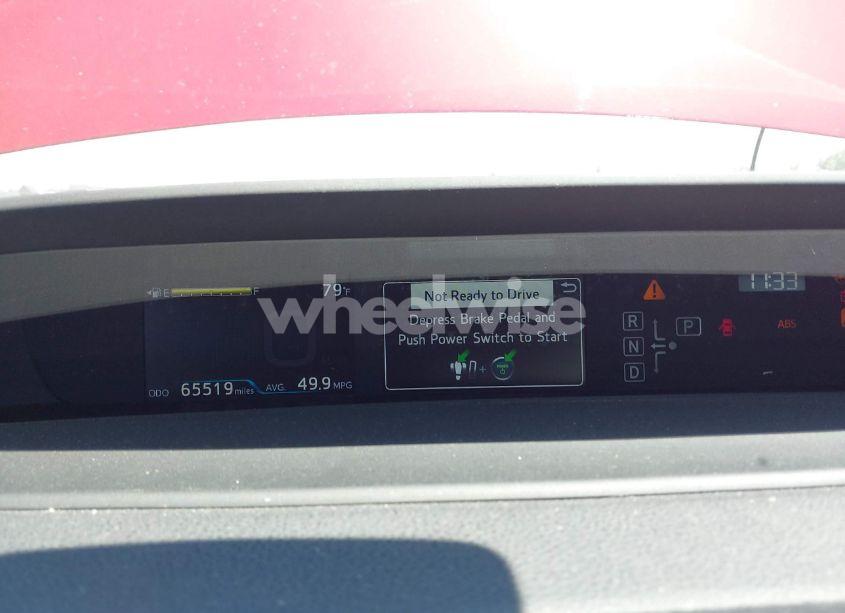 E F 79°F
ODO 65519 miles AVG. 49.9 MPG
Not Ready to Drive
Depress Brake Pedal and
Push Power Switch to Start
POWER
R
N
D
P
11:33
ABS
wheelwise